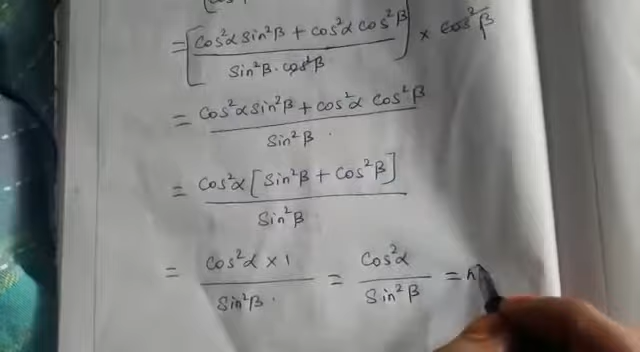 = [cos²α sin²β + cos²α cos²β / sin²β · cos²β] × cos²β
= cos²α sin²β + cos²α cos²β / sin²β
= cos²α [sin²β + cos²β] / sin²β
= cos²α × 1 / sin²β = cos²α / sin²β = n